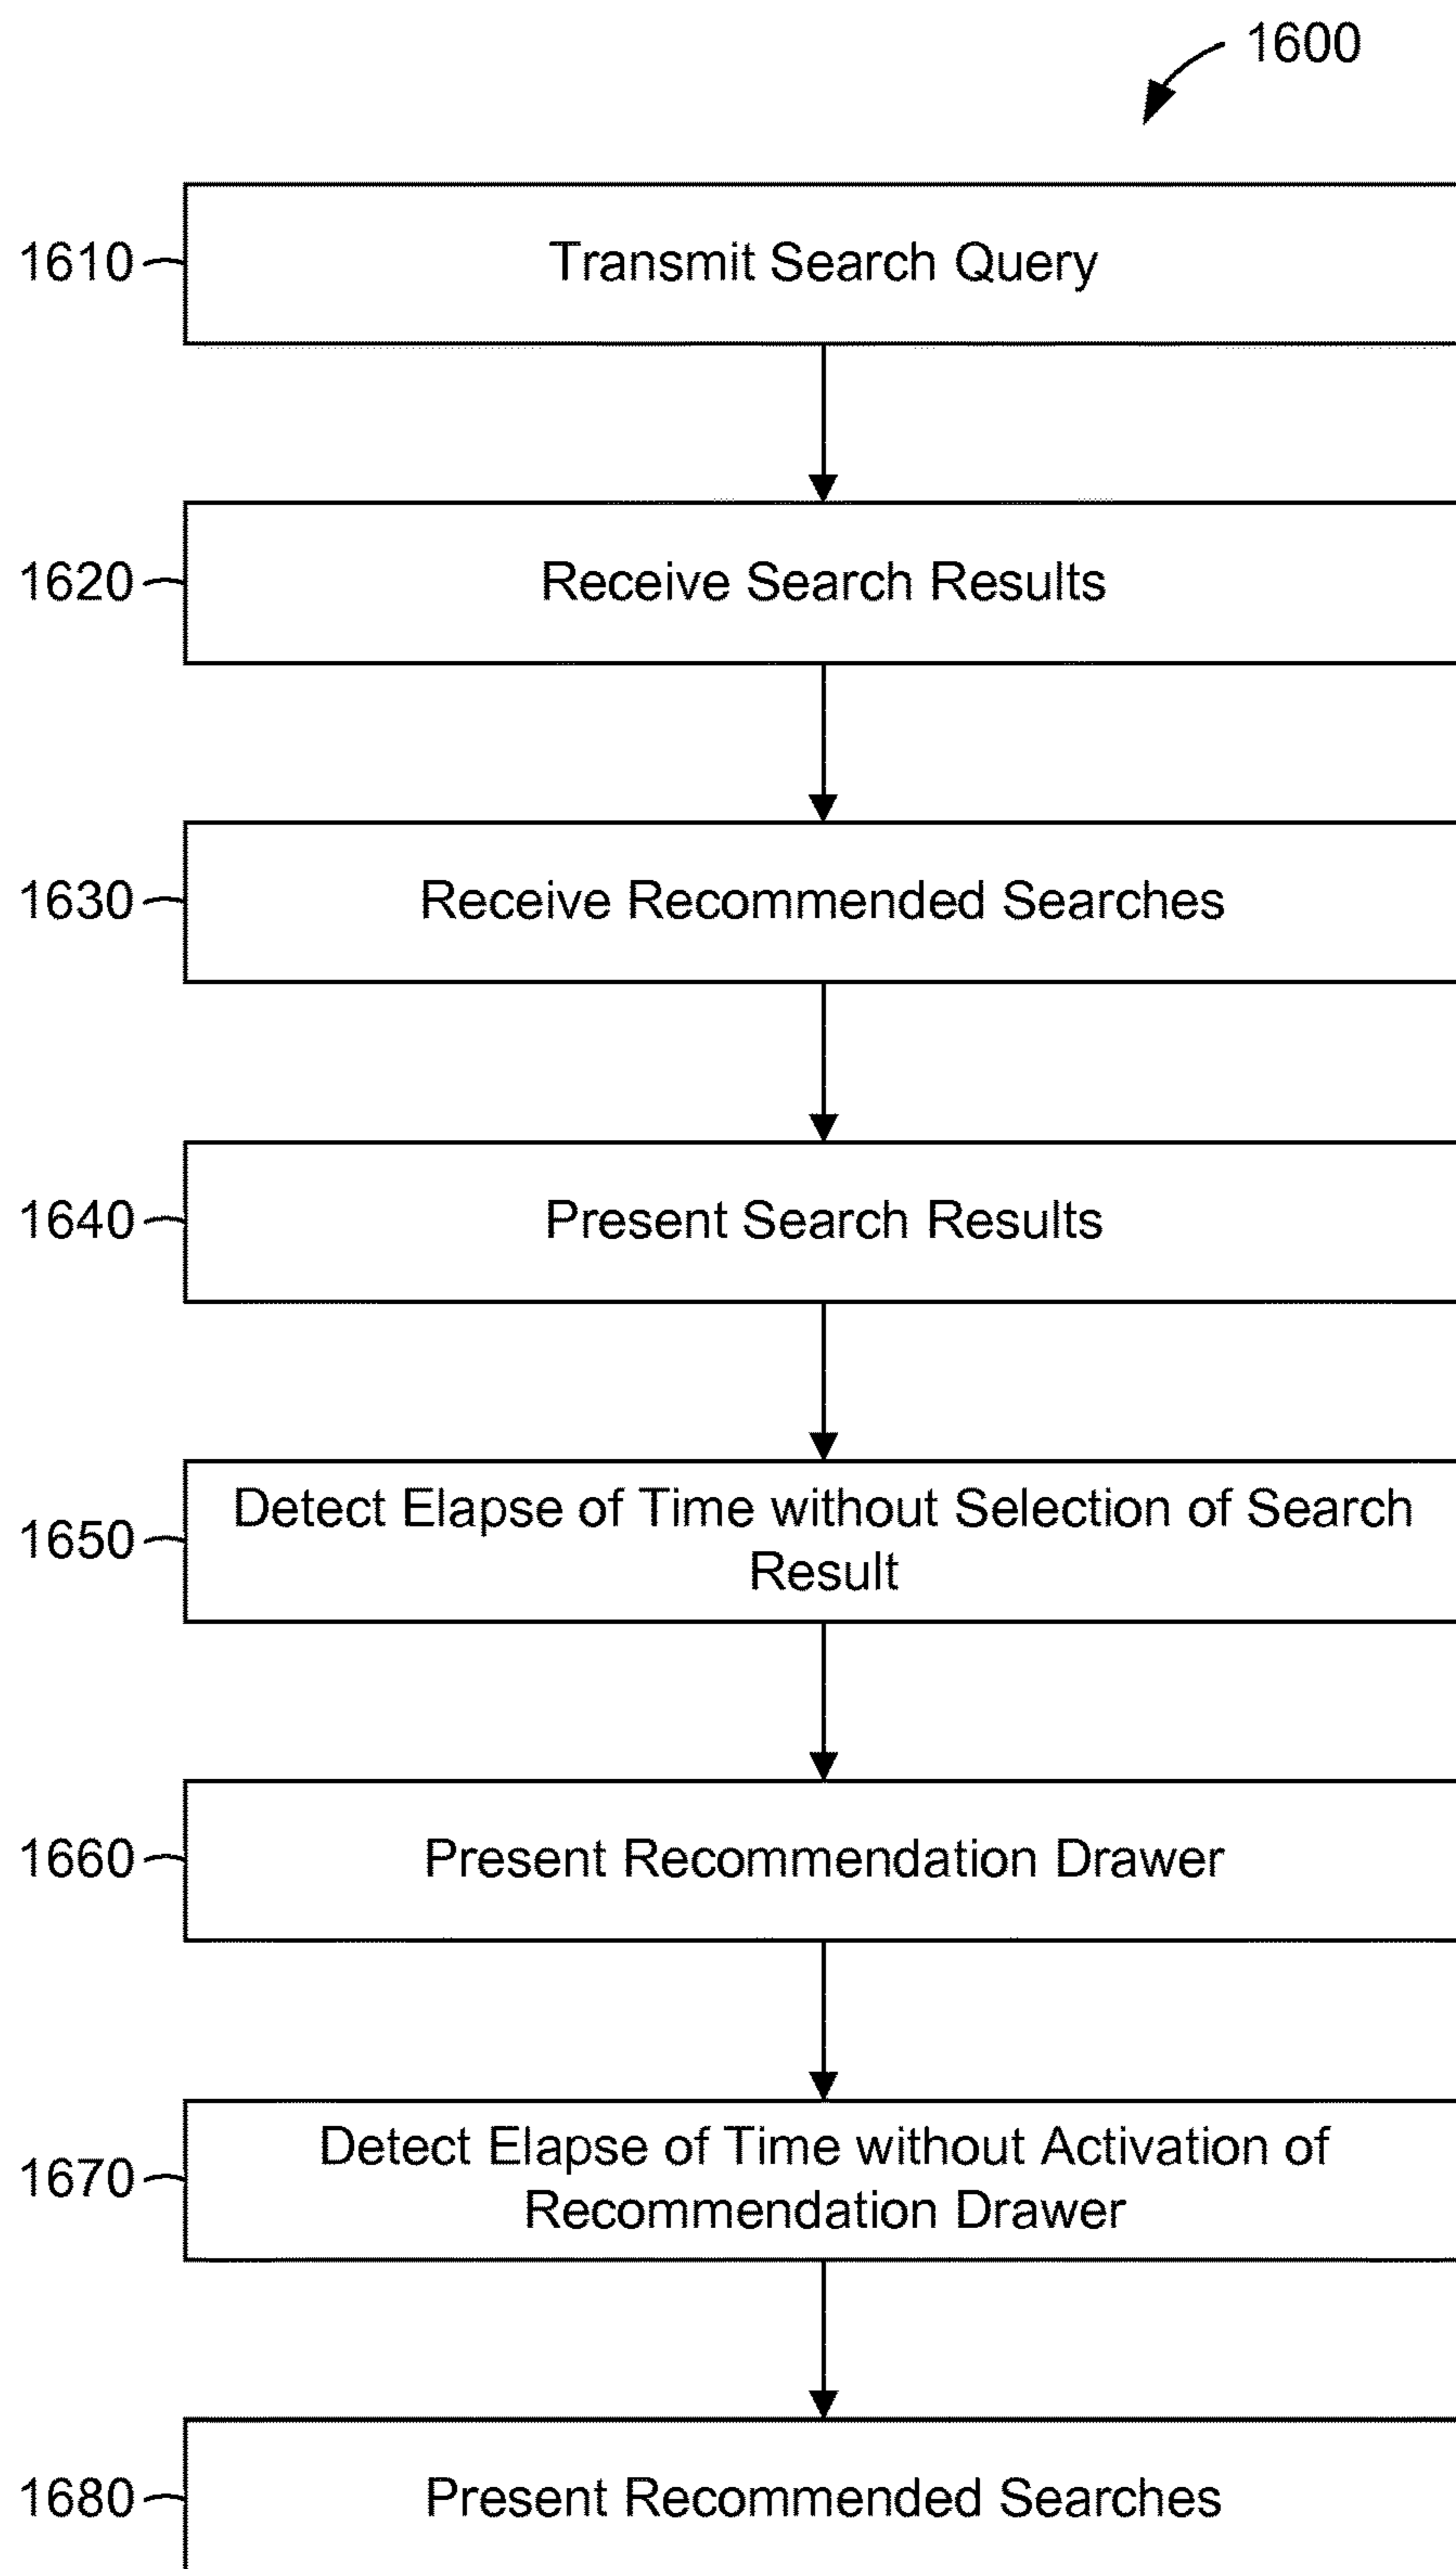 1600
1610
Transmit Search Query
1620
Receive Search Results
1630
Receive Recommended Searches
1640
Present Search Results
1650
Detect Elapse of Time without Selection of Search
Result
1660
Present Recommendation Drawer
1670
Detect Elapse of Time without Activation of
Recommendation Drawer
1680
Present Recommended Searches